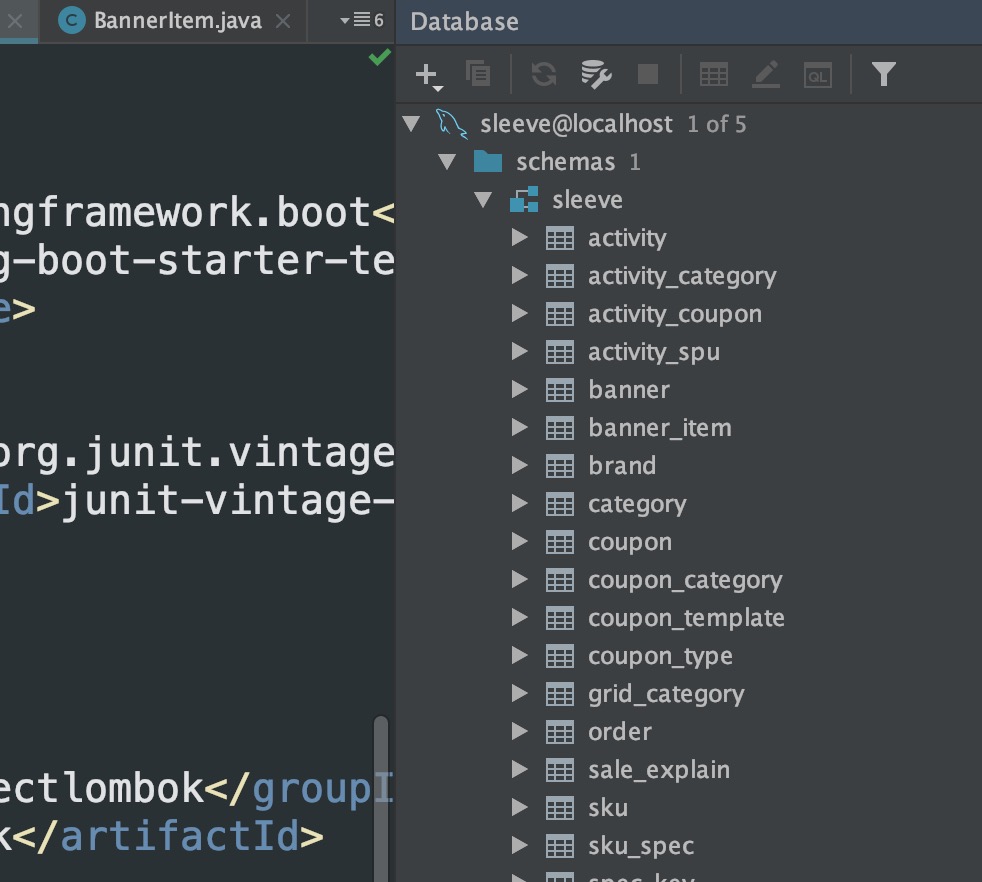 BannerItem.java
6
ngframework.boot<
g-boot-starter-te
e>
org.junit.vintage
Id>junit-vintage-
ectlombok</groupI
k</artifactId>
Database
QL
sleeve@localhost 1 of 5
schemas 1
sleeve
activity
activity_category
activity_coupon
activity_spu
banner
banner_item
brand
category
coupon
coupon_category
coupon_template
coupon_type
grid_category
order
sale_explain
sku
sku_spec
spec_key